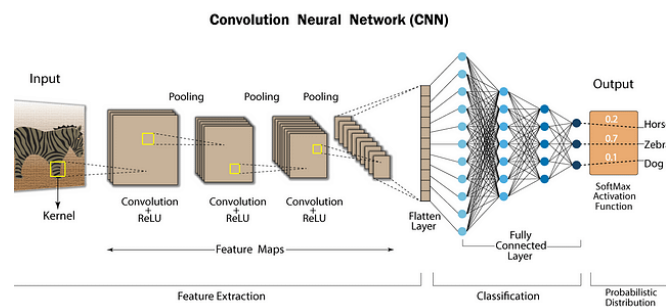 Convolution Neural Network (CNN)
Input
Pooling
Pooling
Pooling
Output
Kernel
Convolution
+
ReLU
Convolution
+
ReLU
Convolution
+
ReLU
Flatten
Layer
Fully
Connected
Layer
0.2
0.7
0.1
Hors
Zebr
Dog
SoftMax
Activation
Function
Feature Maps
Feature Extraction
Classification
Probabilistic
Distribution